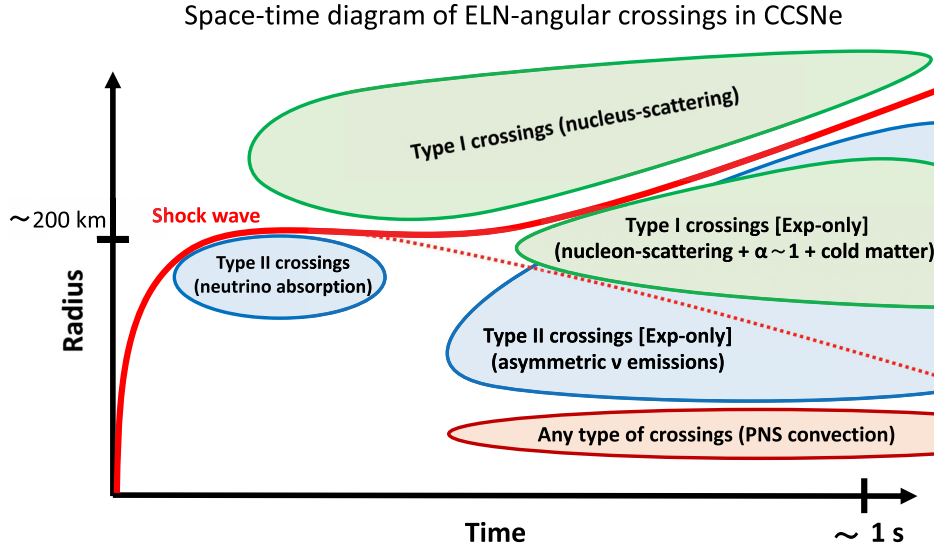 Space-time diagram of ELN-angular crossings in CCSNe
Type I crossings (nucleus-scattering)
~200 km
Shock wave
Type II crossings
(neutrino absorption)
Type I crossings [Exp-only]
(nucleon-scattering + α ~ 1 + cold matter)
Radius
Type II crossings [Exp-only]
(asymmetric ν emissions)
Any type of crossings (PNS convection)
Time
~ 1 s